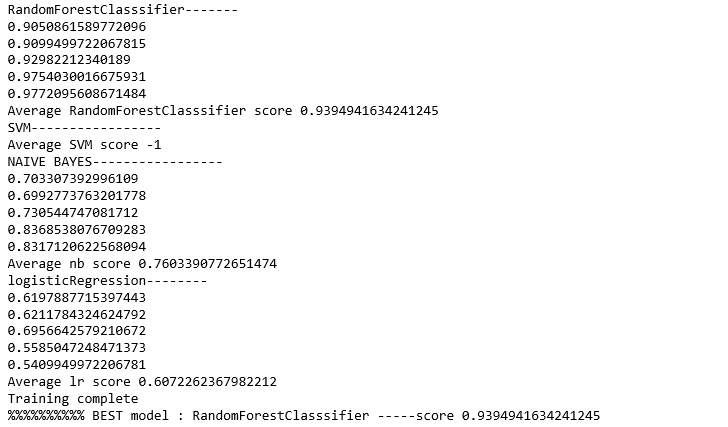 RandomForestClasssifier-------
0.9050861589772096
0.9099499722067815
0.92982212340189
0.9754030016675931
0.9772095608671484
Average RandomForestClasssifier score 0.9394941634241245
SVM-----------------
Average SVM score -1
NAIVE BAYES-----------------
0.703307392996109
0.6992773763201778
0.730544747081712
0.8368538076709283
0.8317120622568094
Average nb score 0.7603390772651474
logisticRegression--------
0.6197887715397443
0.6211784324624792
0.6956642579210672
0.5585047248471373
0.5409949972206781
Average lr score 0.6072262367982212
Training complete
%%%%%%%%%% BEST model : RandomForestClasssifier -----score 0.9394941634241245